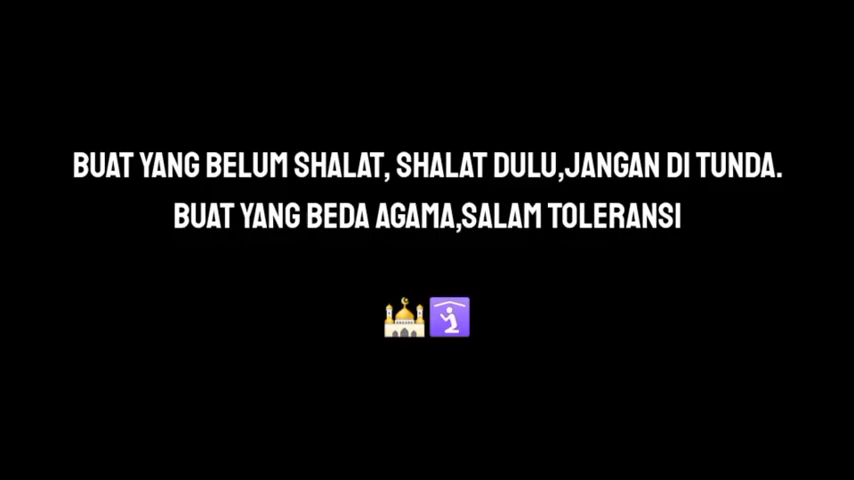 BUAT YANG BELUM SHALAT, SHALAT DULU,JANGAN DI TUNDA.
BUAT YANG BEDA AGAMA,SALAM TOLERANSI
🕌🛐